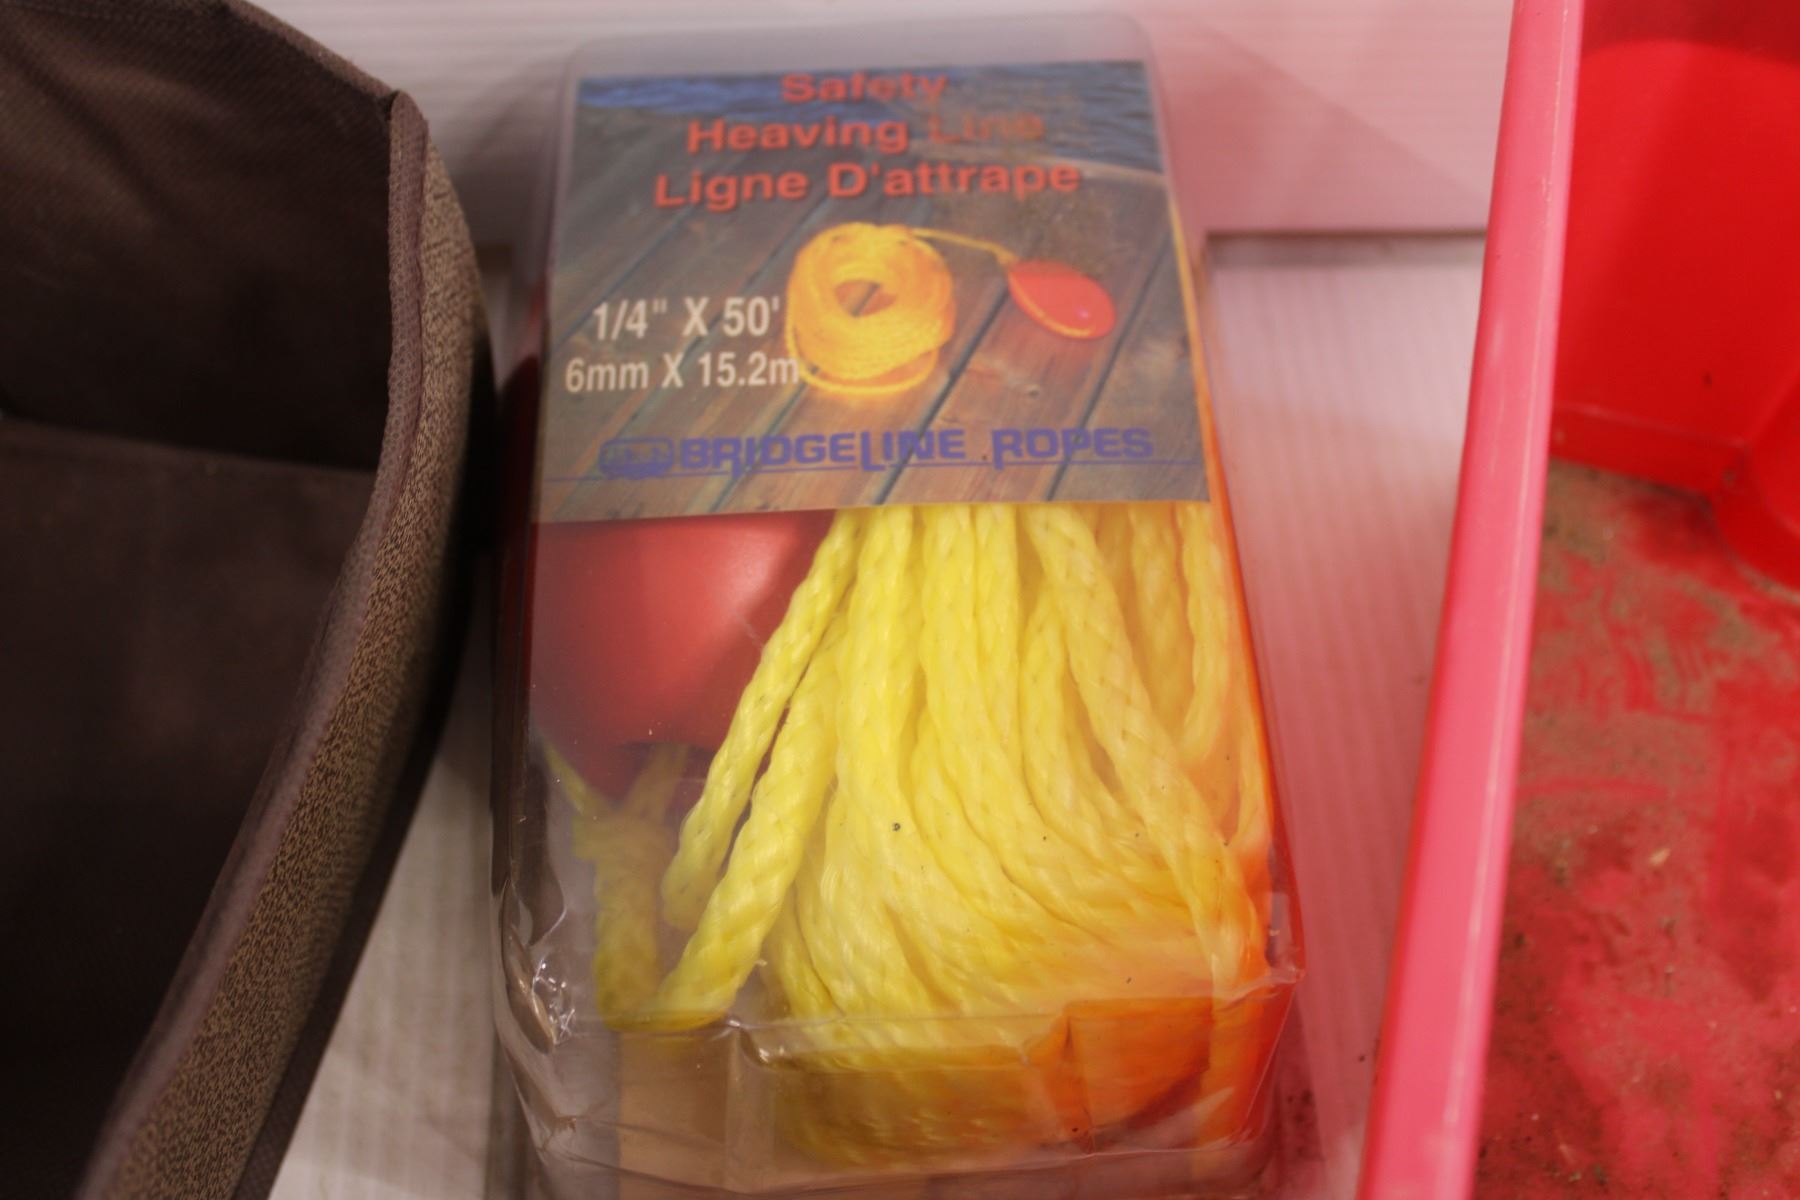 Safety
Heaving Line
Ligne D'attrape
1/4" X 50'
6mm X 15.2m
BRIDGELINE ROPES